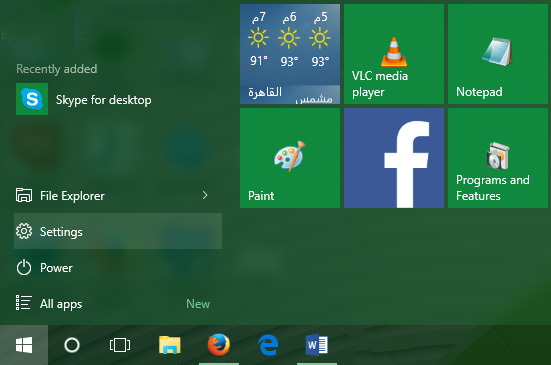 Recently added
Skype for desktop
File Explorer
Settings
Power
All apps New
5م 6م 7م
91° 93° 93°
القاهرة
مشمس
VLC media
player
Notepad
Paint
Programs and
Features